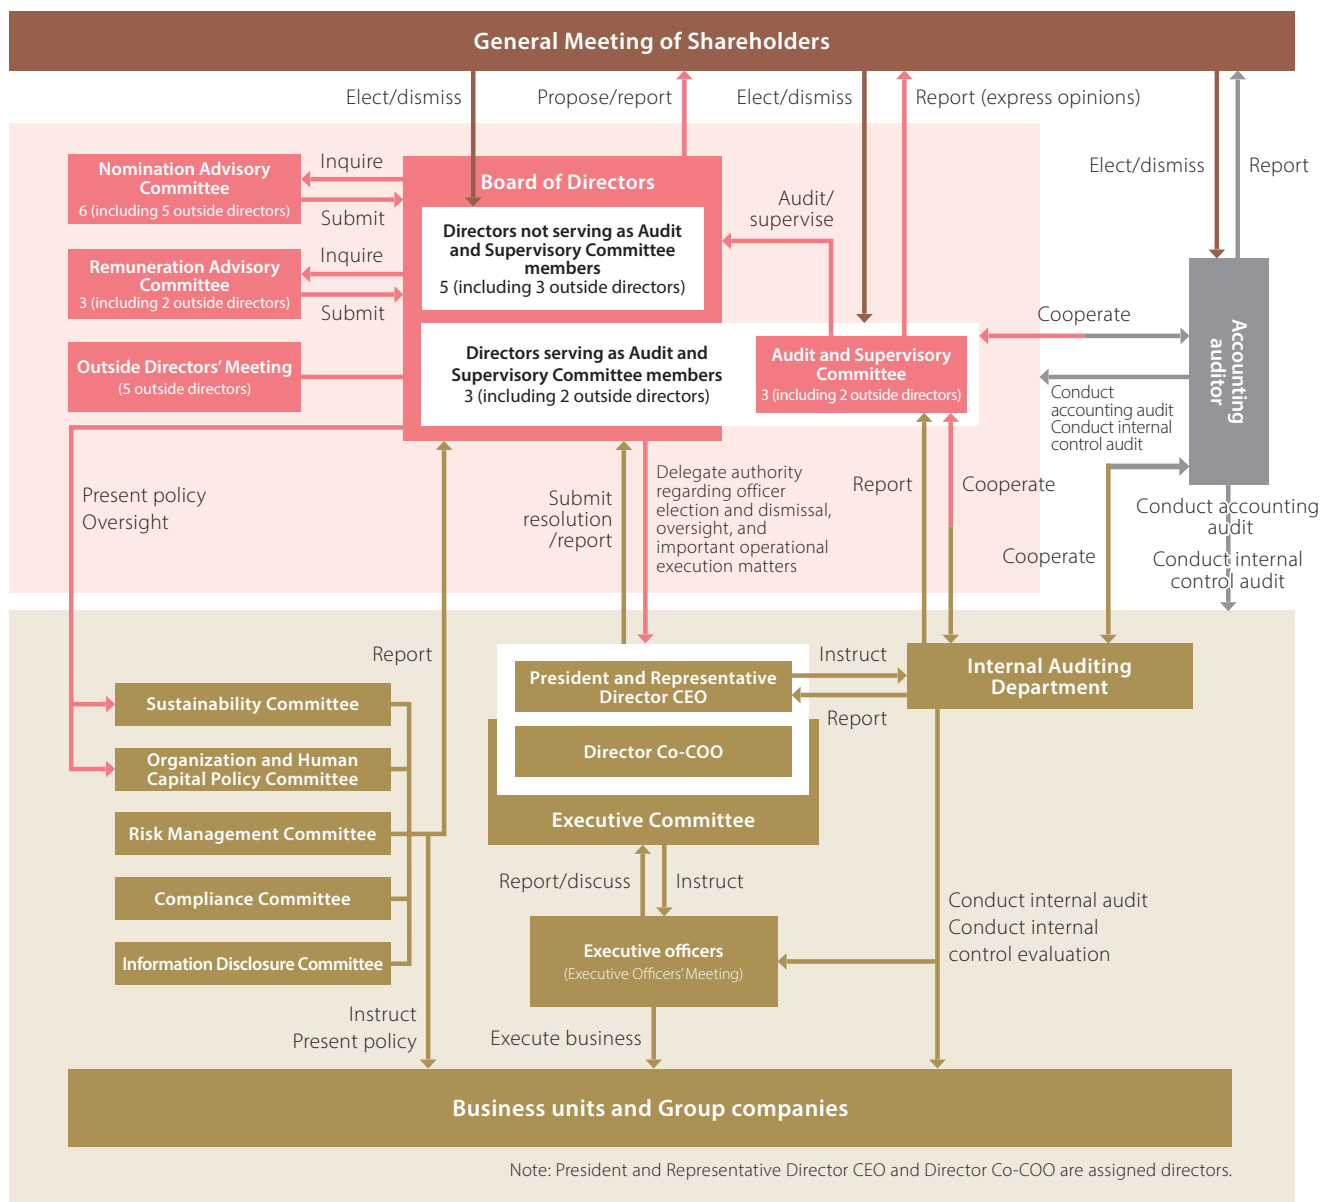 General Meeting of Shareholders
Elect/dismiss
Propose/report
Elect/dismiss
Report (express opinions)
Elect/dismiss
Report
Nomination Advisory
Committee
6 (including 5 outside directors)
Inquire
Submit
Remuneration Advisory
Committee
3 (including 2 outside directors)
Inquire
Submit
Outside Directors' Meeting
(5 outside directors)
Board of Directors
Directors not serving as Audit
and Supervisory Committee
members
5 (including 3 outside directors)
Audit/
supervise
Directors serving as Audit and
Supervisory Committee members
3 (including 2 outside directors)
Audit and Supervisory
Committee
3 (including 2 outside directors)
Cooperate
Accounting
auditor
Conduct
accounting audit
Conduct internal
control audit
Present policy
Oversight
Submit
resolution
/report
Delegate authority
regarding officer
election and dismissal,
oversight, and
important operational
execution matters
Report
Cooperate
Cooperate
Conduct accounting
audit
Conduct internal
control audit
Report
President and Representative
Director CEO
Director Co-COO
Executive Committee
Instruct
Report
Internal Auditing
Department
Sustainability Committee
Organization and Human
Capital Policy Committee
Risk Management Committee
Compliance Committee
Information Disclosure Committee
Report/discuss
Instruct
Executive officers
(Executive Officers' Meeting)
Conduct internal audit
Conduct internal
control evaluation
Instruct
Present policy
Execute business
Business units and Group companies
Note: President and Representative Director CEO and Director Co-COO are assigned directors.